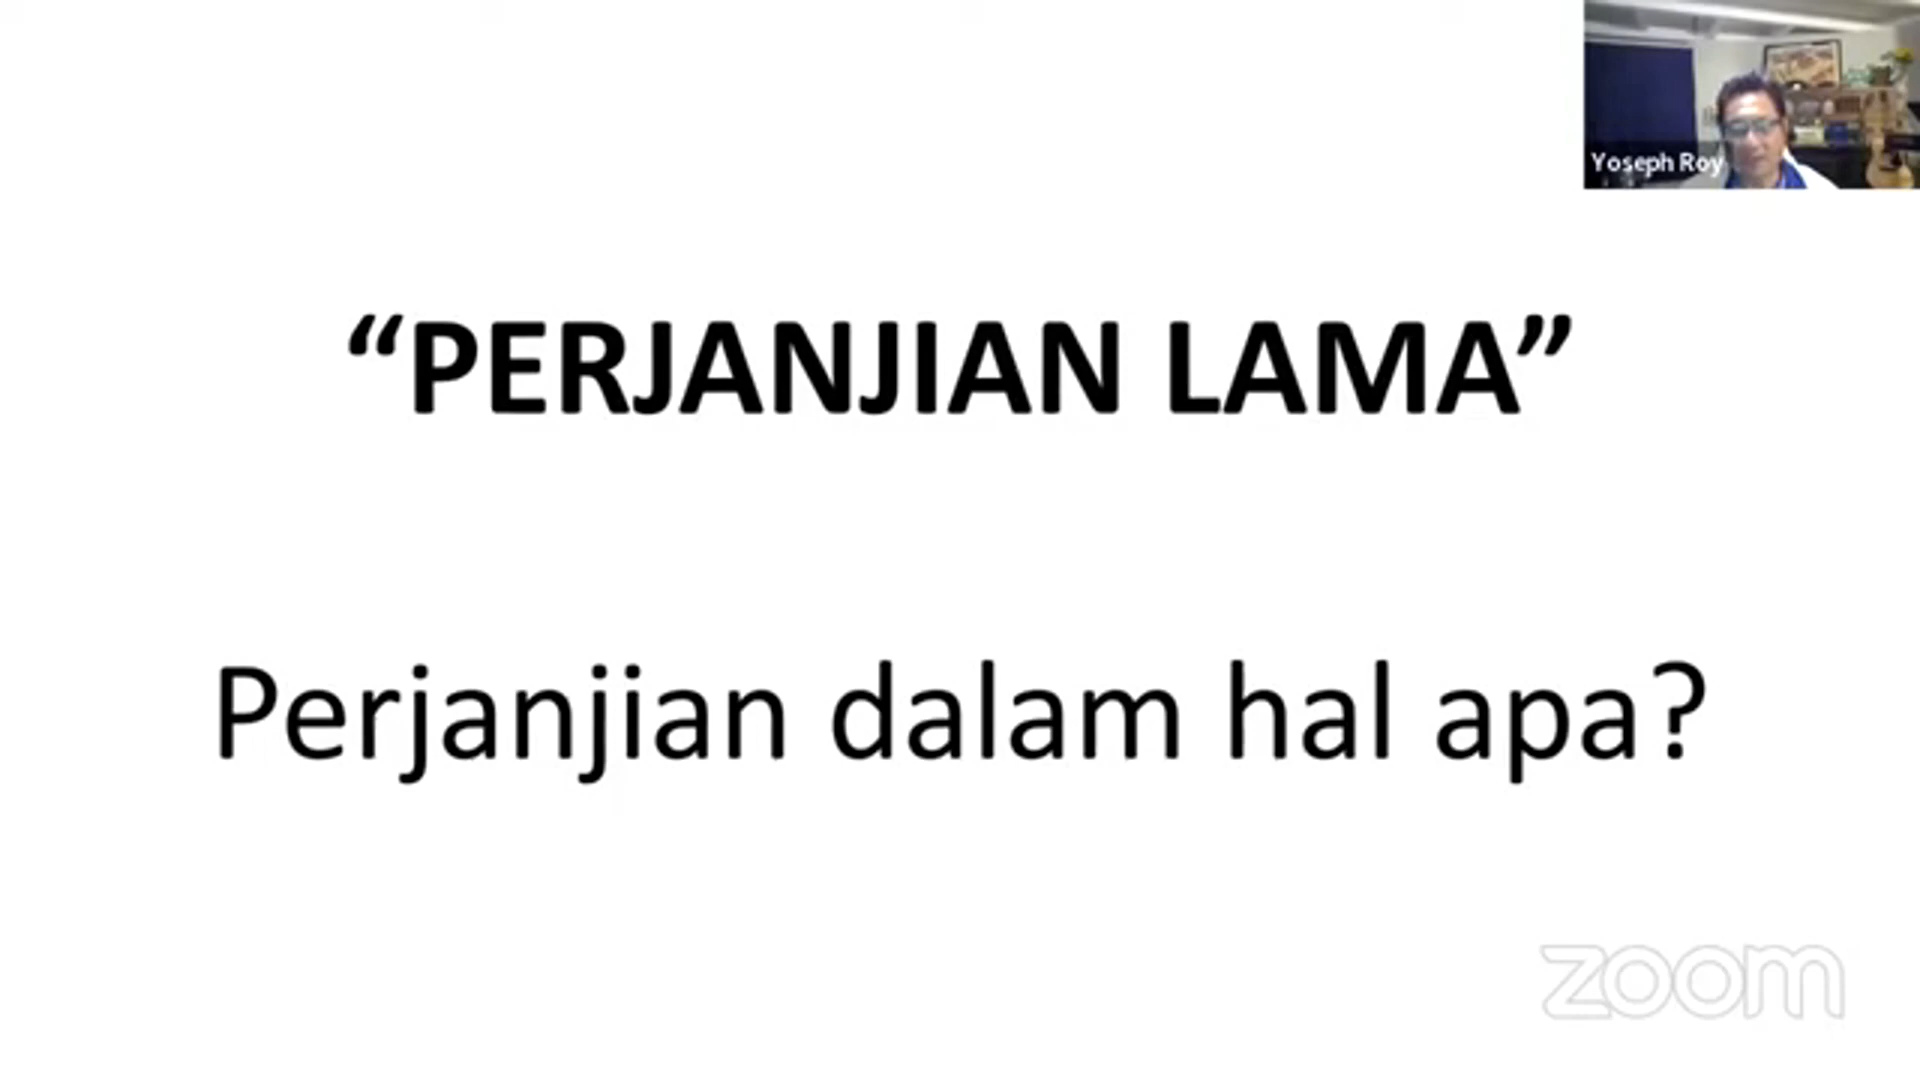 Yoseph Roy
“PERJANJIAN LAMA”
Perjanjian dalam hal apa?
zoom